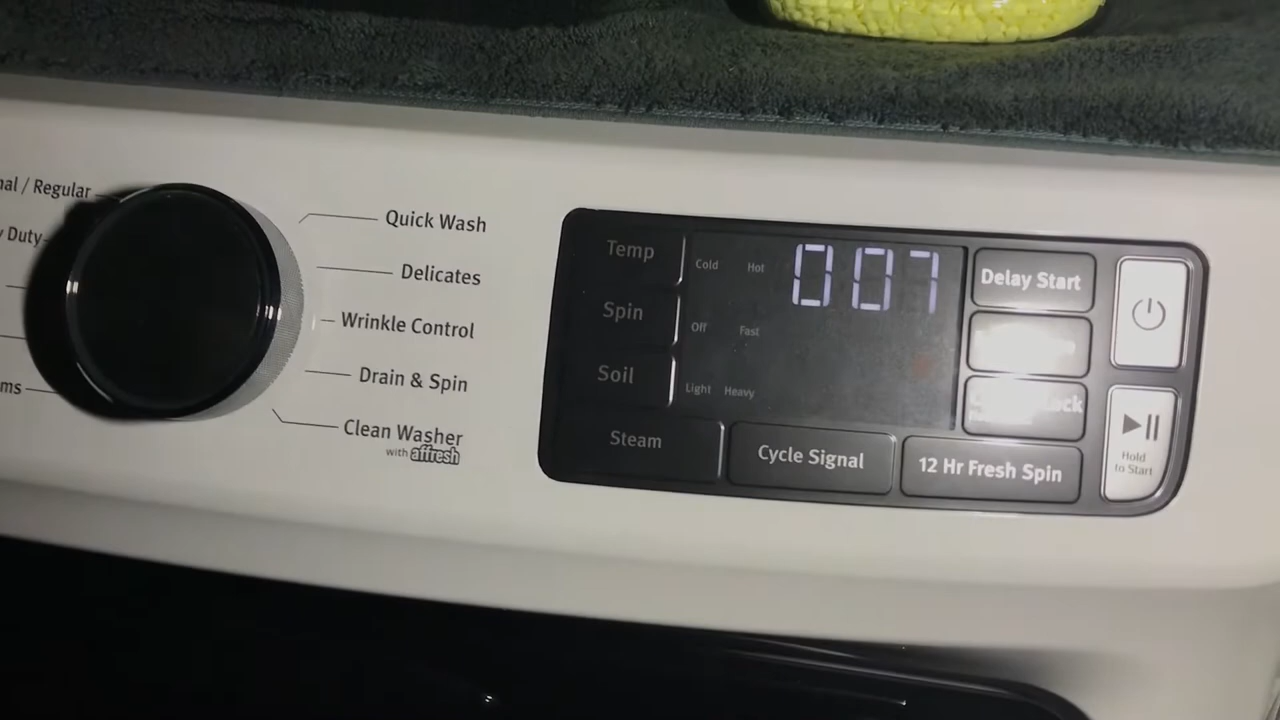 nal / Regular
y Duty
ms
Quick Wash
Delicates
Wrinkle Control
Drain & Spin
Clean Washer
with affresh
Temp
Spin
Soil
Steam
Cold Hot
Off Fast
Light Heavy
007
Delay Start
Cycle Signal
12 Hr Fresh Spin
Hold
to Start